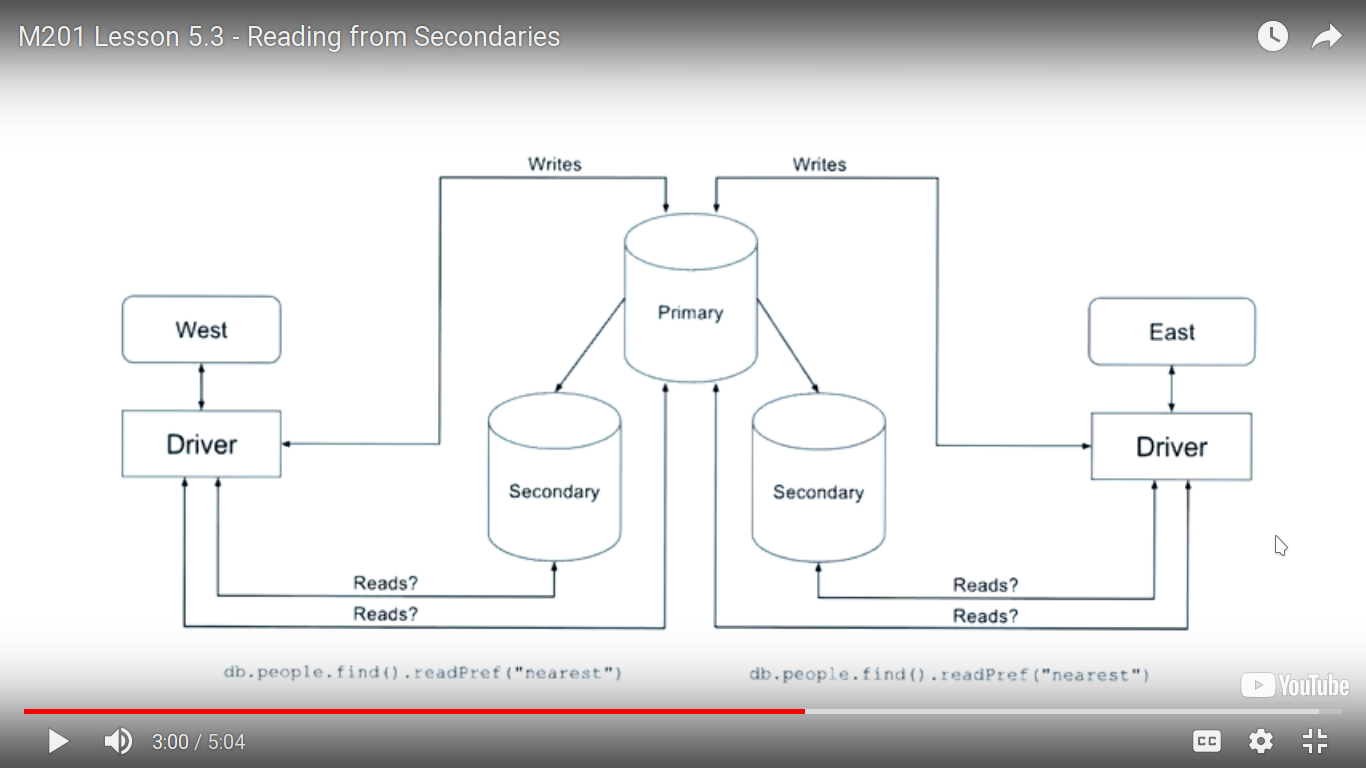 M201 Lesson 5.3 - Reading from Secondaries
Writes
Writes
Primary
West
East
Driver
Driver
Secondary
Secondary
Reads?
Reads?
Reads?
Reads?
db.people.find().readPref("nearest")
db.people.find().readPref("nearest")
YouTube
3:00 / 5:04
CC